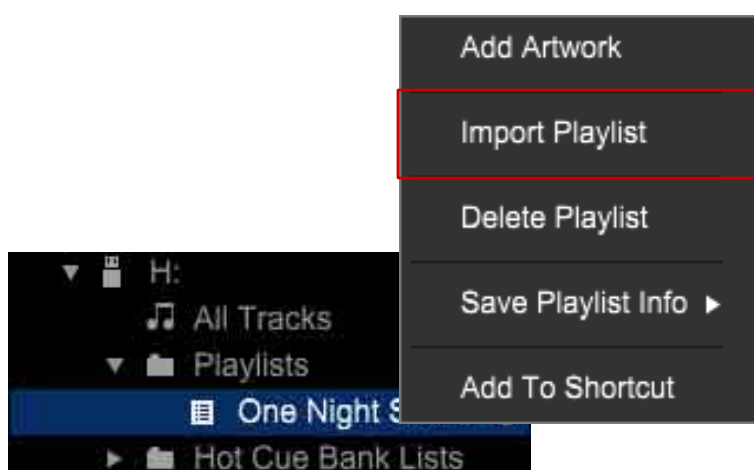 Add Artwork
Import Playlist
Delete Playlist
Save Playlist Info
Add To Shortcut
H:
All Tracks
Playlists
One Night
Hot Cue Bank Lists